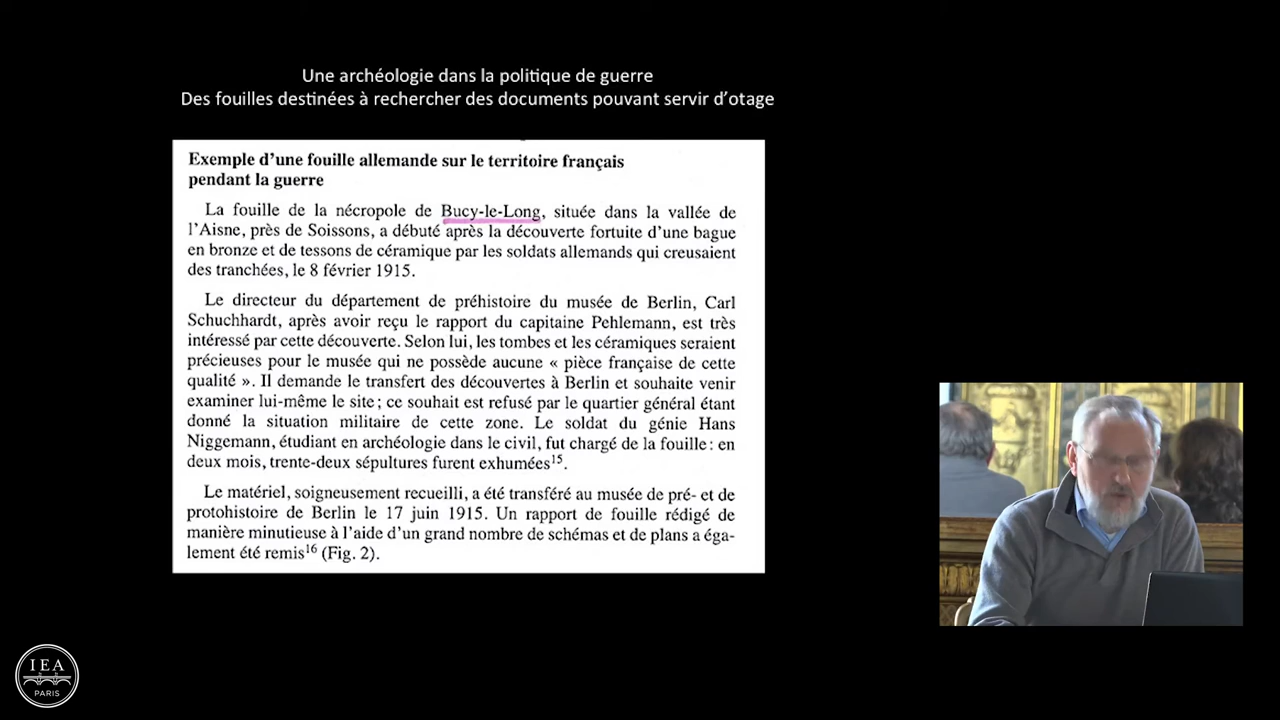 Une archéologie dans la politique de guerre
Des fouilles destinées à rechercher des documents pouvant servir d’otage
Exemple d’une fouille allemande sur le territoire français
pendant la guerre
La fouille de la nécropole de Bucy-le-Long, située dans la vallée de
l’Aisne, près de Soissons, a débuté après la découverte fortuite d’une bague
en bronze et de tessons de céramique par les soldats allemands qui creusaient
des tranchées, le 8 février 1915.
Le directeur du département de préhistoire du musée de Berlin, Carl
Schuchhardt, après avoir reçu le rapport du capitaine Pehlemann, est très
intéressé par cette découverte. Selon lui, les tombes et les céramiques seraient
précieuses pour le musée qui ne possède aucune « pièce française de cette
qualité ». Il demande le transfert des découvertes à Berlin et souhaite venir
examiner lui-même le site ; ce souhait est refusé par le quartier général étant
donné la situation militaire de cette zone. Le soldat du génie Hans
Niggemann, étudiant en archéologie dans le civil, fut chargé de la fouille : en
deux mois, trente-deux sépultures furent exhumées15.
Le matériel, soigneusement recueilli, a été transféré au musée de pré- et de
protohistoire de Berlin le 17 juin 1915. Un rapport de fouille rédigé de
manière minutieuse à l’aide d’un grand nombre de schémas et de plans a éga-
lement été remis16 (Fig. 2).
IEA
PARIS